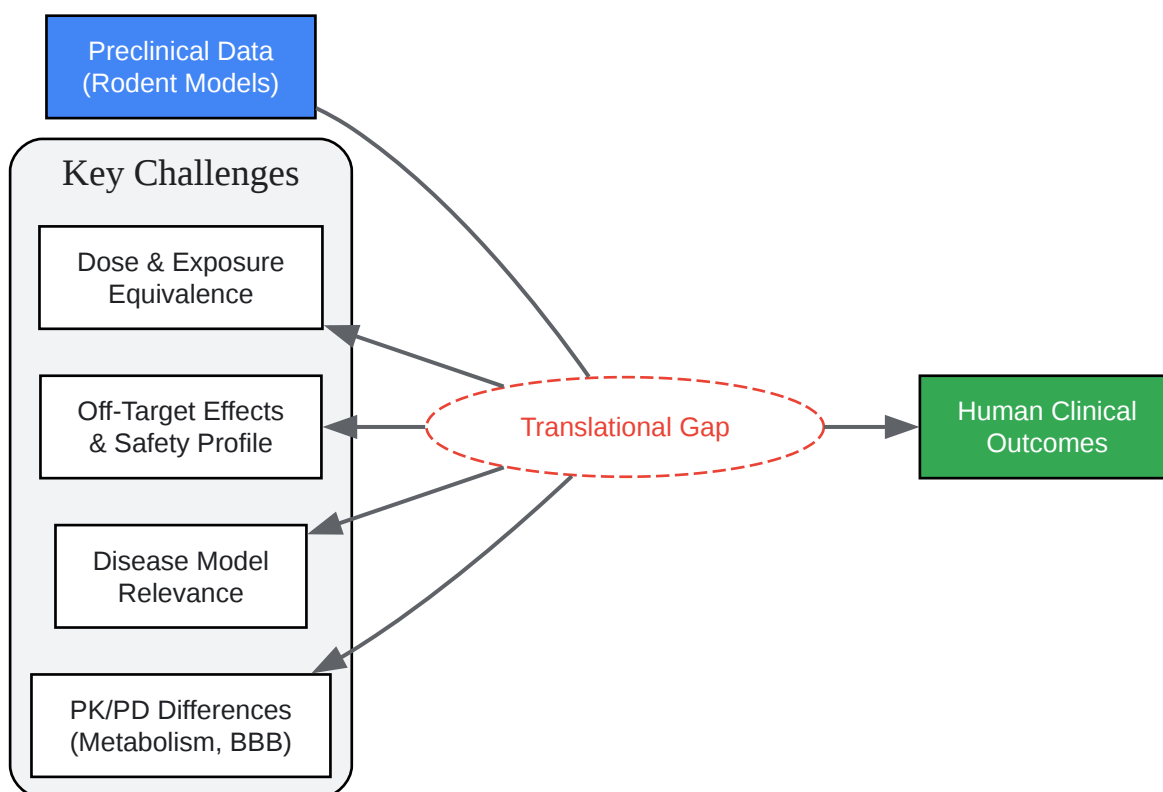 Preclinical Data
(Rodent Models)
Key Challenges
Dose & Exposure
Equivalence
Off-Target Effects
& Safety Profile
Disease Model
Relevance
PK/PD Differences
(Metabolism, BBB)
Translational Gap
Human Clinical
Outcomes